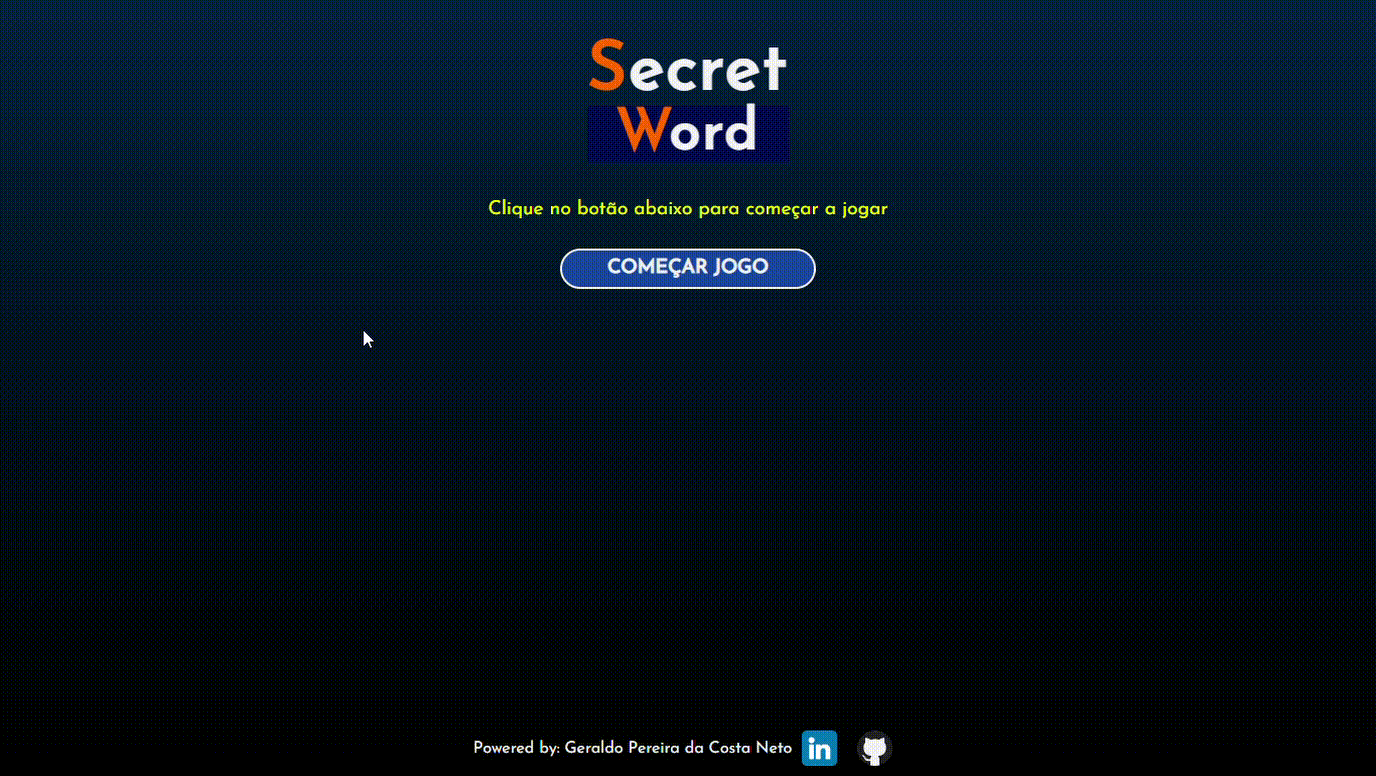 Secret
Word
Clique no botão abaixo para começar a jogar
COMEÇAR JOGO
Powered by: Geraldo Pereira da Costa Neto in